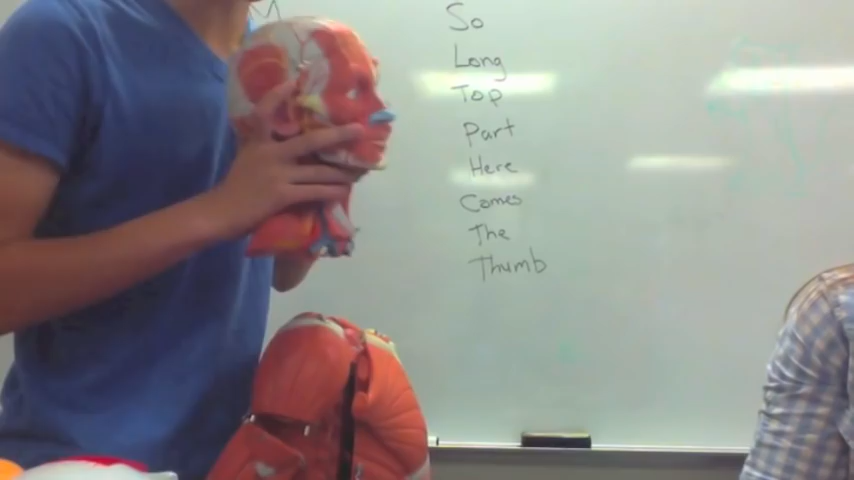 M
So
Long
Top
Part
Here
Comes
The
Thumb